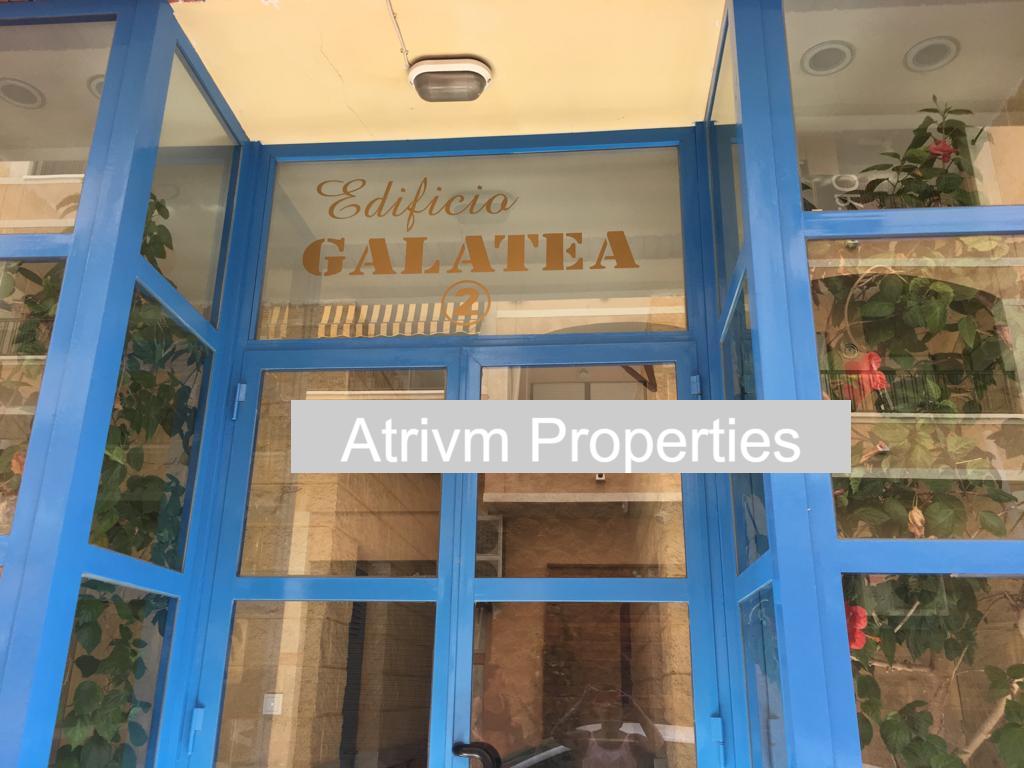 Edificio
GALATEA
2
Atrivm Properties